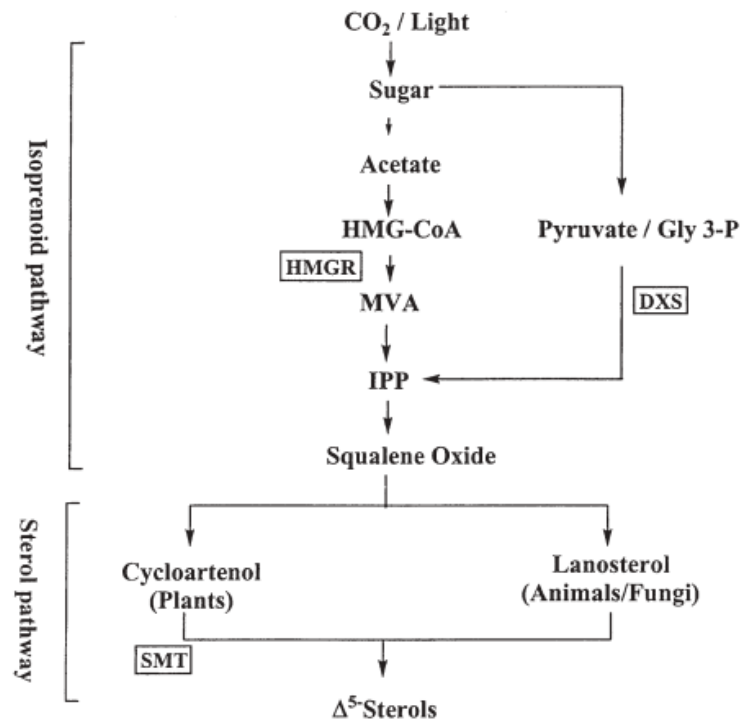 CO₂ / Light
Sugar
Acetate
HMG-CoA
Pyruvate / Gly 3-P
HMGR
MVA
DXS
IPP
Squalene Oxide
Isoprenoid pathway
Cycloartenol
(Plants)
Lanosterol
(Animals/Fungi)
SMT
Δ⁵-Sterols
Sterol pathway